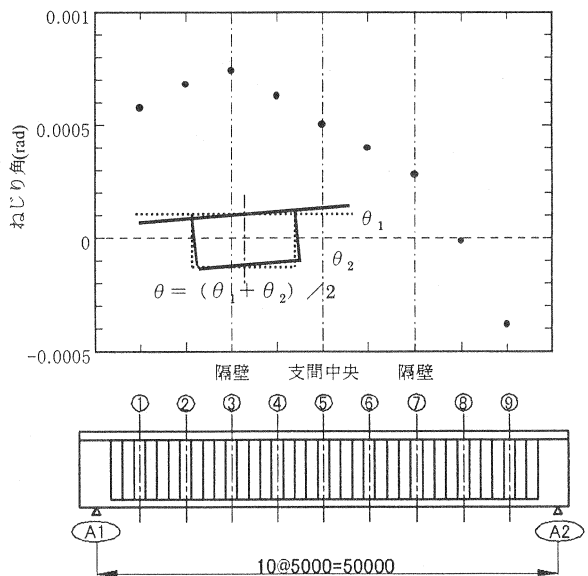 0.001
0.0005
0
-0.0005
ねじり角(rad)
θ1
θ2
θ = (θ1+θ2)/2
隔壁 支間中央 隔壁
① ② ③ ④ ⑤ ⑥ ⑦ ⑧ ⑨
A1 A2
10@5000=50000